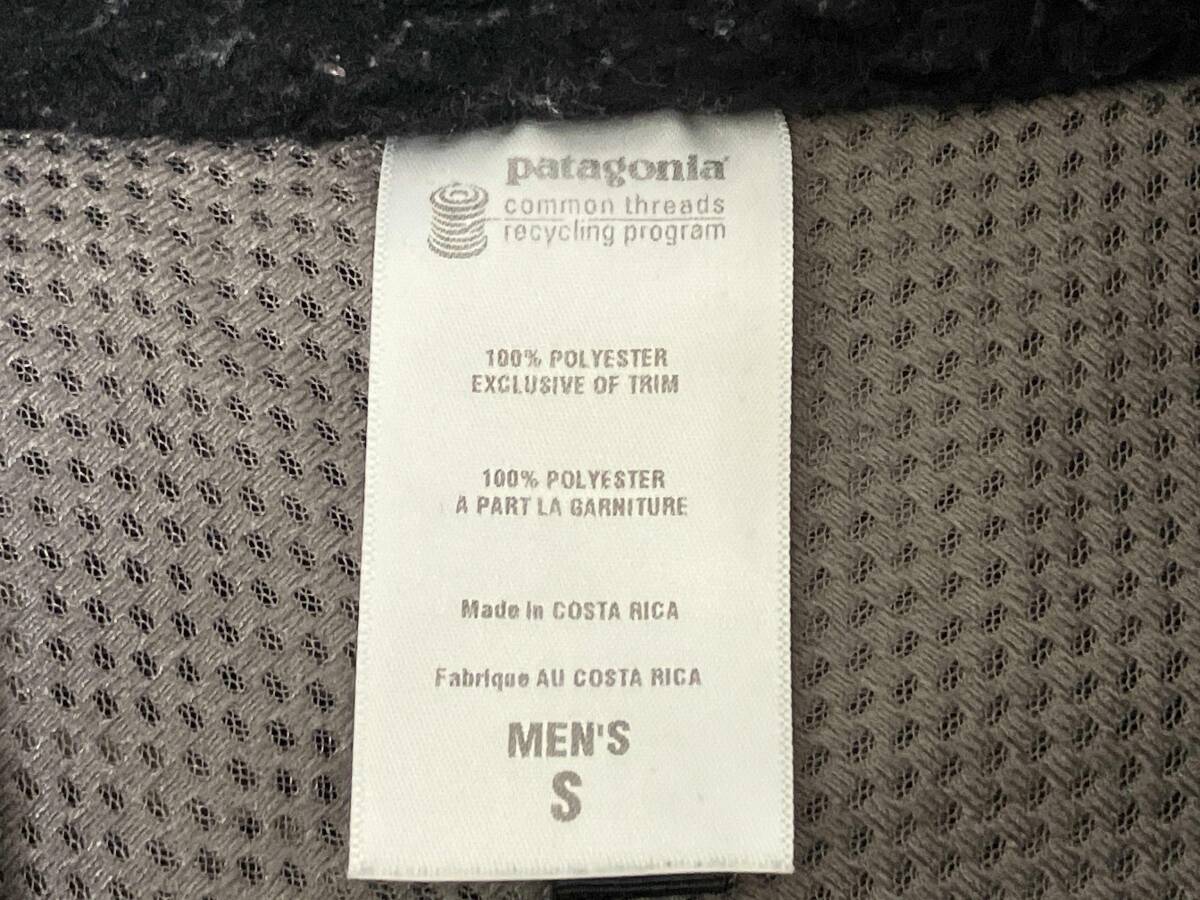 patagonia
common threads
recycling program
100% POLYESTER
EXCLUSIVE OF TRIM
100% POLYESTER
A PART LA GARNITURE
Made in COSTA RICA
Fabrique AU COSTA RICA
MEN'S
S